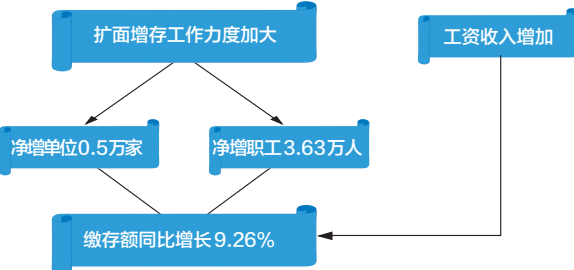 扩面增存工作力度加大
工资收入增加
净增单位0.5万家
净增职工3.63万人
缴存额同比增长9.26%